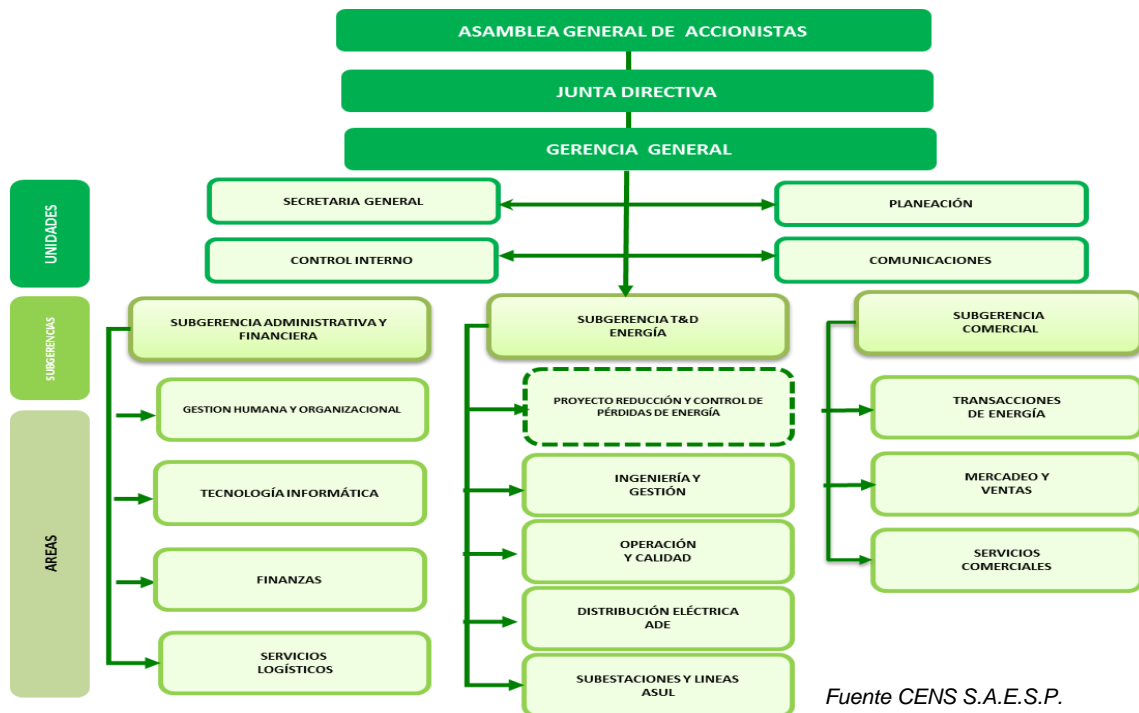 ASAMBLEA GENERAL DE ACCIONISTAS
JUNTA DIRECTIVA
GERENCIA GENERAL
UNIDADES
SECRETARIA GENERAL
PLANEACIÓN
CONTROL INTERNO
COMUNICACIONES
SUBGERENCIAS
SUBGERENCIA ADMINISTRATIVA Y
FINANCIERA
SUBGERENCIA T&D
ENERGÍA
SUBGERENCIA
COMERCIAL
AREAS
GESTION HUMANA Y ORGANIZACIONAL
TECNOLOGÍA INFORMÁTICA
FINANZAS
SERVICIOS
LOGÍSTICOS
PROYECTO REDUCCIÓN Y CONTROL DE
PÉRDIDAS DE ENERGÍA
INGENIERÍA Y
GESTIÓN
OPERACIÓN
Y CALIDAD
DISTRIBUCIÓN ELÉCTRICA
ADE
SUBESTACIONES Y LINEAS
ASUL
TRANSACCIONES
DE ENERGÍA
MERCADEO Y
VENTAS
SERVICIOS
COMERCIALES
Fuente CENS S.A.E.S.P.